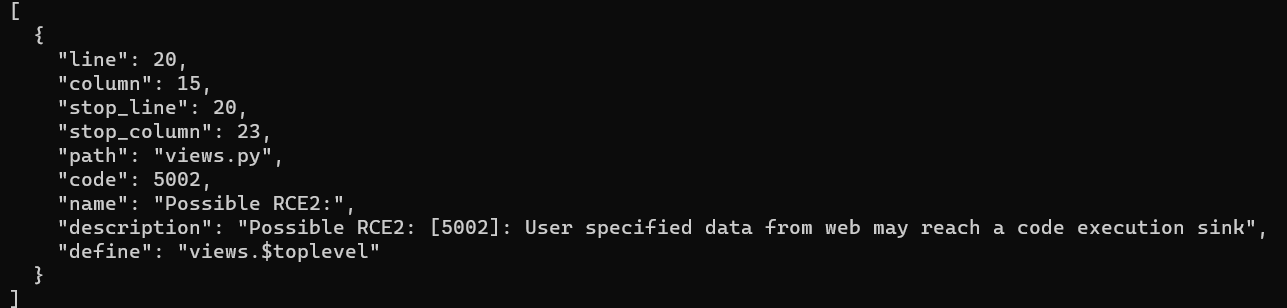 [
  {
    "line": 20,
    "column": 15,
    "stop_line": 20,
    "stop_column": 23,
    "path": "views.py",
    "code": 5002,
    "name": "Possible RCE2:",
    "description": "Possible RCE2: [5002]: User specified data from web may reach a code execution sink",
    "define": "views.$toplevel"
  }
]